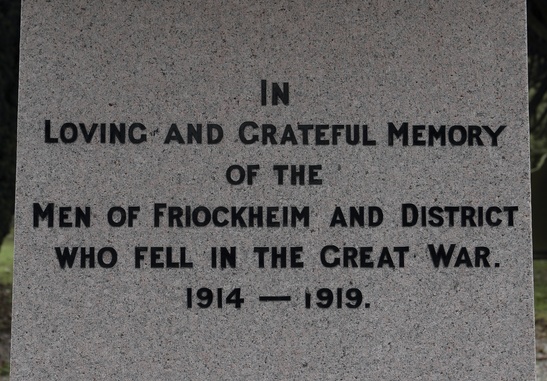 In
Loving and Grateful Memory
of the
Men of Friockheim and District
who fell in the Great War.
1914 — 1919.